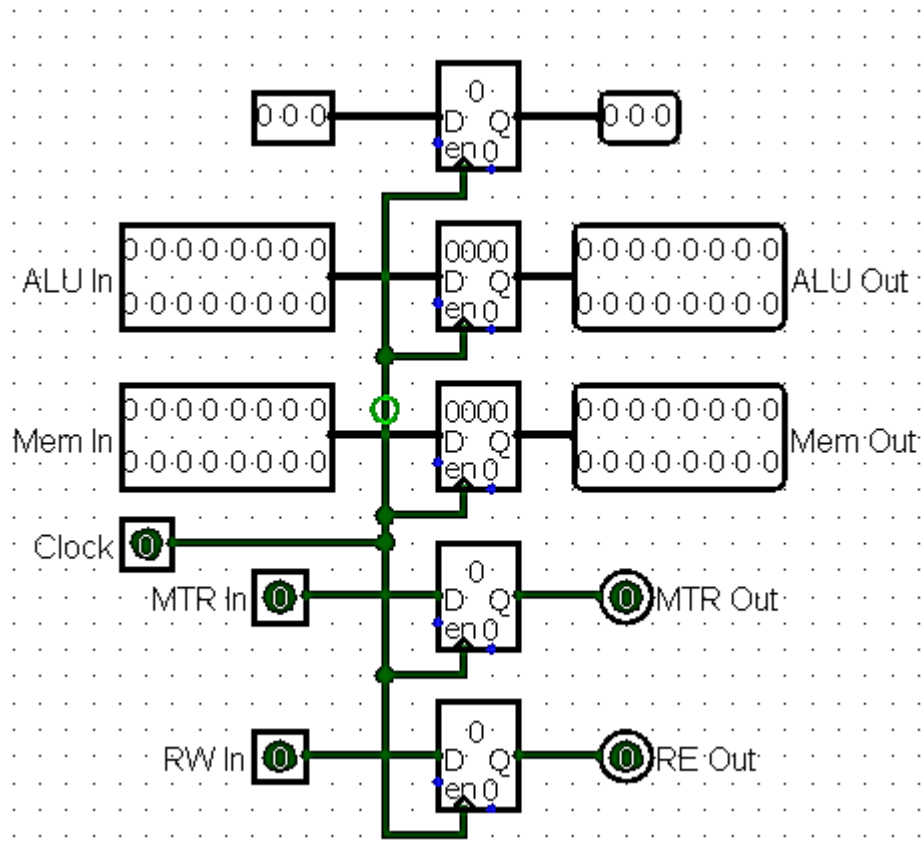 0
0 0 0 D Q 0 0 0
en 0
0 0 0 0 0 0 0 0 0000 0 0 0 0 0 0 0 0
ALU In D Q ALU Out
0 0 0 0 0 0 0 0 en 0 0 0 0 0 0 0 0 0
0 0 0 0 0 0 0 0 0000 0 0 0 0 0 0 0 0
Mem In D Q Mem Out
0 0 0 0 0 0 0 0 en 0 0 0 0 0 0 0 0 0
Clock 0
0
MTR In 0 D Q 0 MTR Out
en 0
0
RW In 0 D Q 0 RE Out
en 0